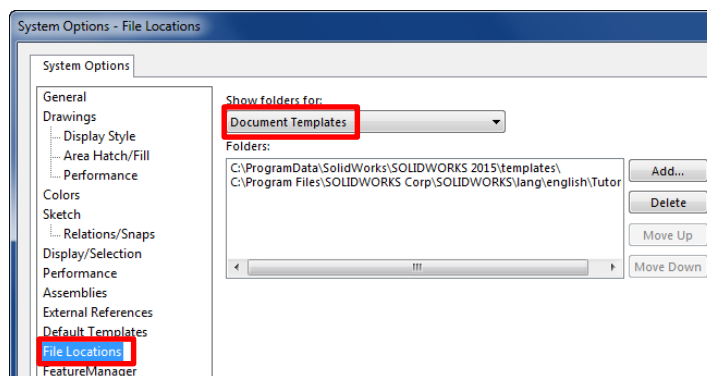 System Options - File Locations
System Options
General
Drawings
Display Style
Area Hatch/Fill
Performance
Colors
Sketch
Relations/Snaps
Display/Selection
Performance
Assemblies
External References
Default Templates
File Locations
FeatureManager
Show folders for:
Document Templates
Folders:
C:\ProgramData\SolidWorks\SOLIDWORKS 2015\templates\
C:\Program Files\SOLIDWORKS Corp\SOLIDWORKS\lang\english\Tutor
Add...
Delete
Move Up
Move Down